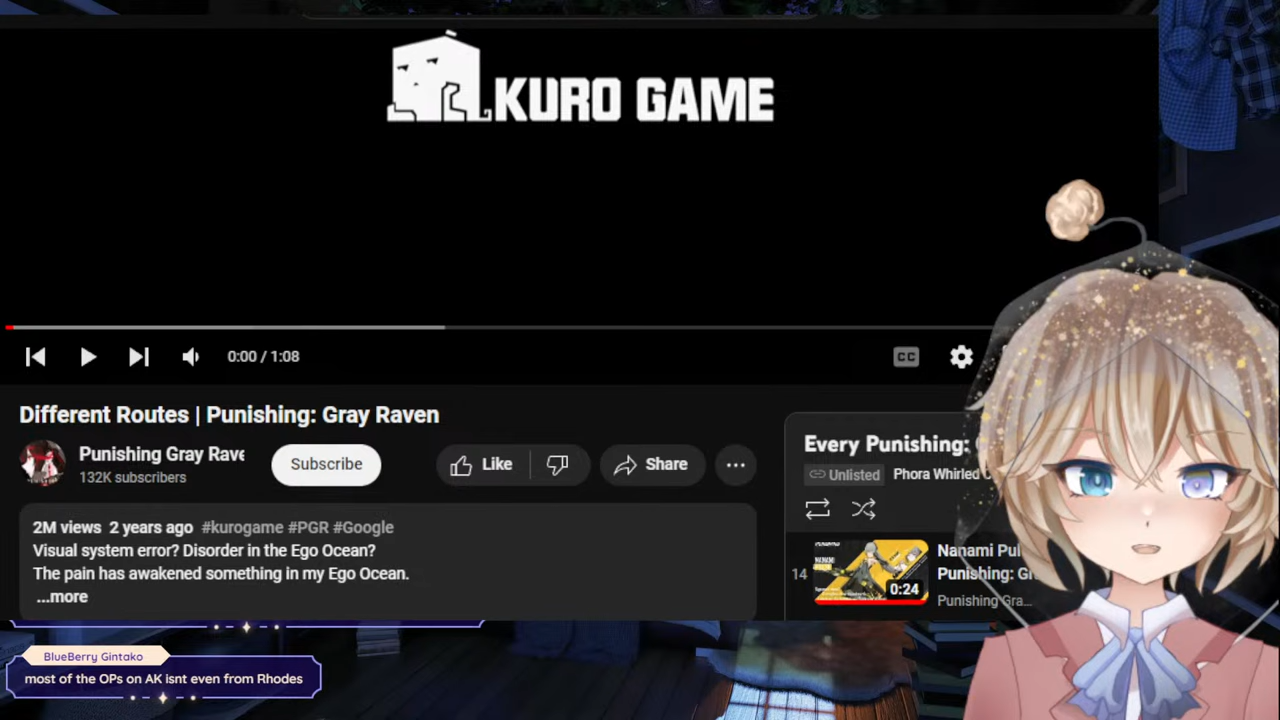 KURO GAME
0:00 / 1:08
CC
Different Routes | Punishing: Gray Raven
Punishing Gray Rave
132K subscribers
Subscribe
Like
Share
2M views 2 years ago #kurogame #PGR #Google
Visual system error? Disorder in the Ego Ocean?
The pain has awakened something in my Ego Ocean.
...more
Every Punishing:
Unlisted Phora Whirled
14
0:24
Nanami Pul
Punishing: Gr
Punishing Gra...
BlueBerry Gintako
most of the OPs on AK isnt even from Rhodes